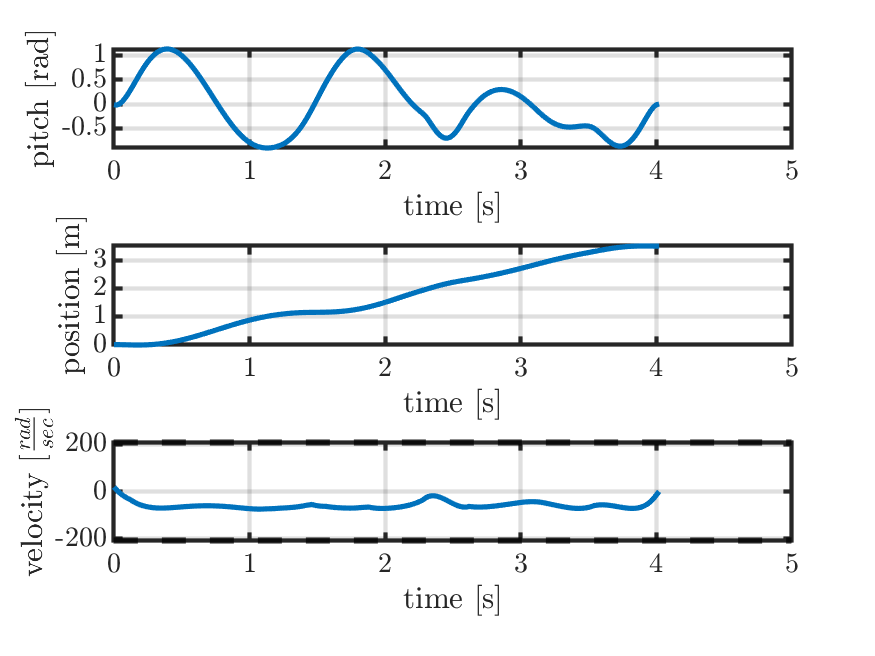 pitch [rad]
1
0.5
0
-0.5
0 1 2 3 4 5
time [s]
position [m]
3
2
1
0
0 1 2 3 4 5
time [s]
velocity [rad/sec]
200
0
-200
0 1 2 3 4 5
time [s]